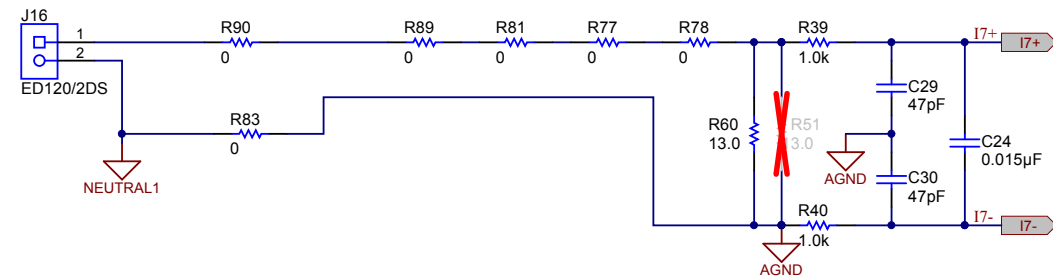 J16
1
2
ED120/2DS
R90
0
R89
0
R81
0
R77
0
R78
0
R39
1.0k
I7+
I7+
C29
47pF
R83
0
R60
13.0
R51
13.0
AGND
C24
0.015µF
NEUTRAL1
C30
47pF
R40
1.0k
I7-
I7-
AGND